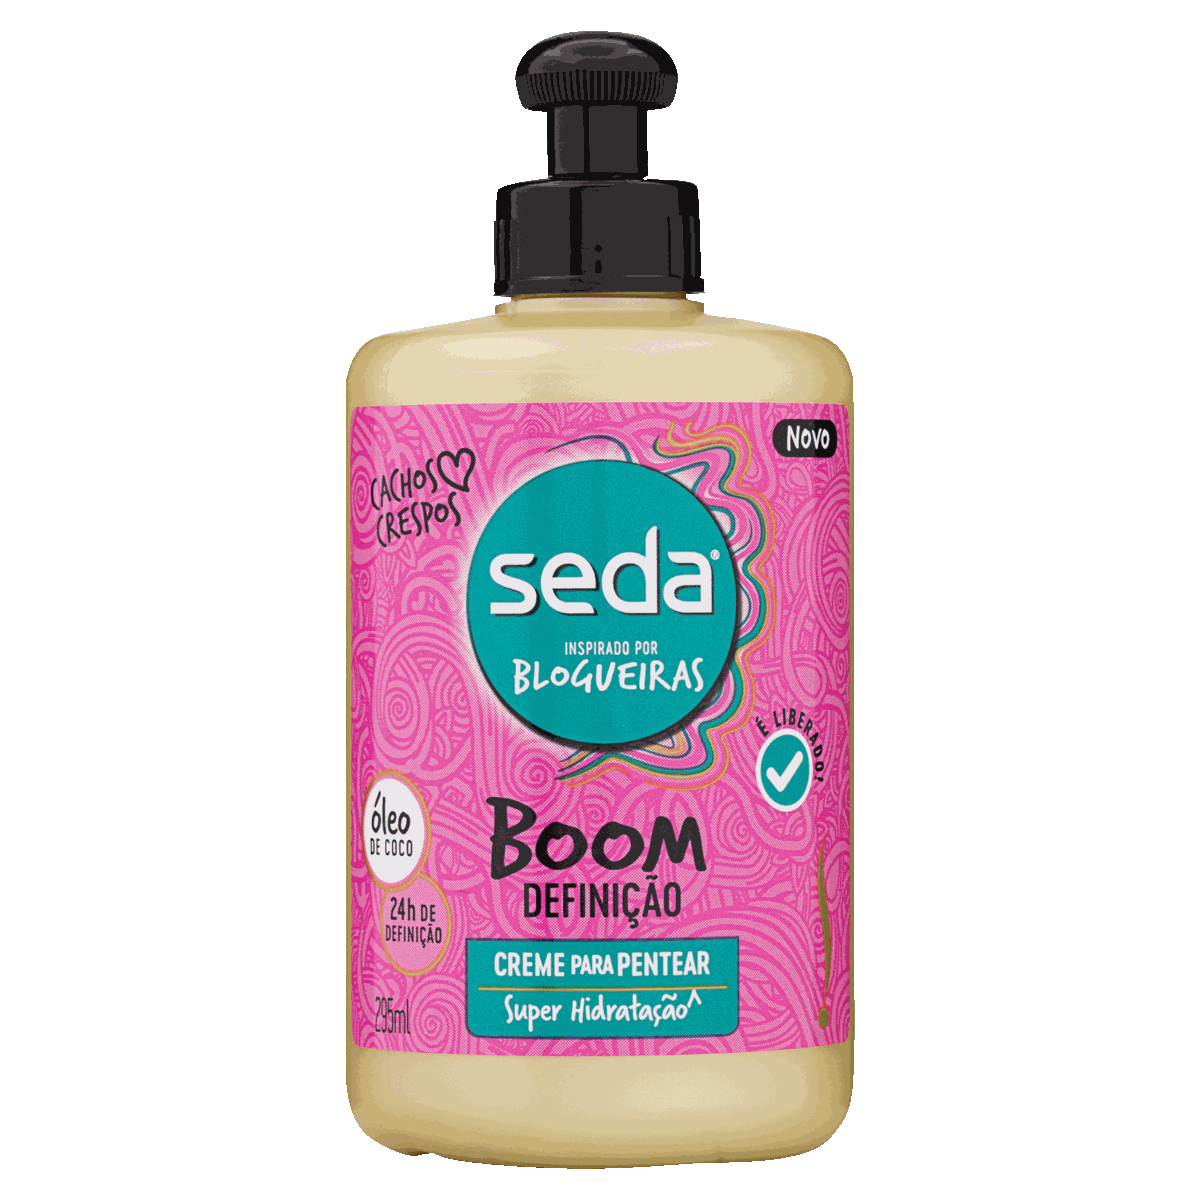 NOVO
CACHOS
CRESPOS
seda®
INSPIRADO POR
BLOGUEIRAS
É LIBERADO!
óleo
DE COCO
BOOM
DEFINIÇÃO
24h DE
DEFINIÇÃO
CREME PARA PENTEAR
Super Hidratação^
295ml